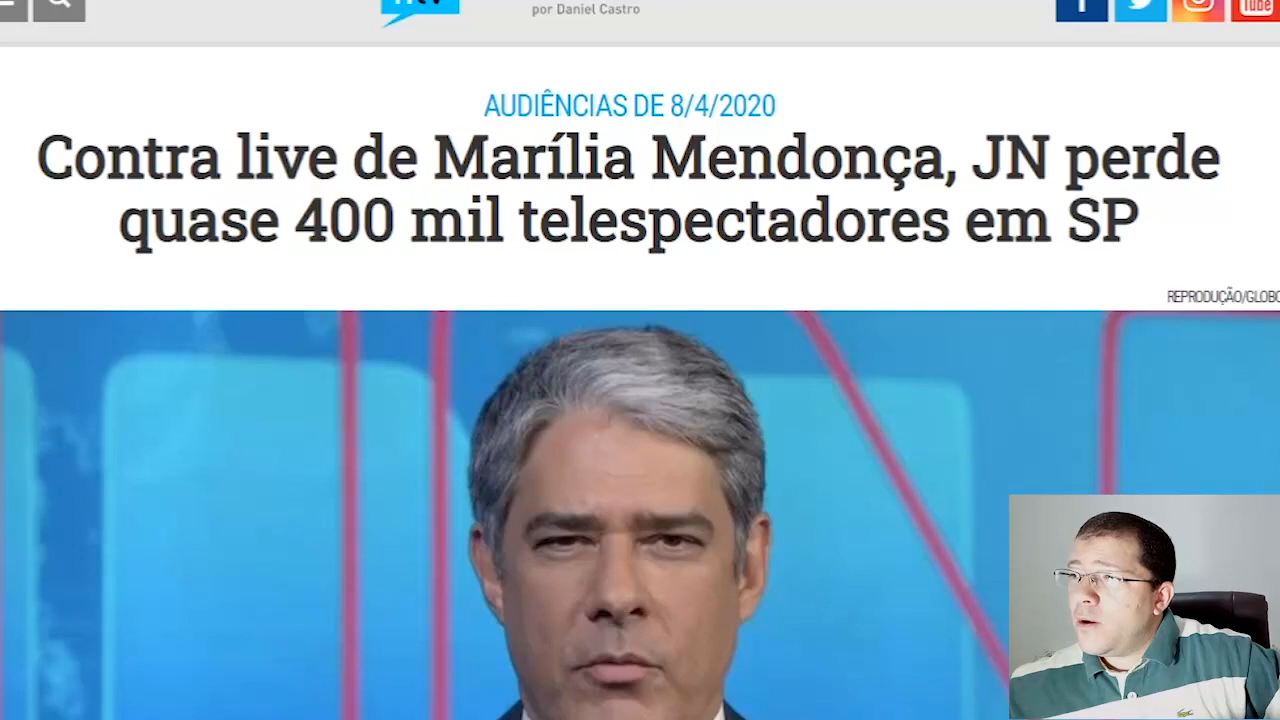 por Daniel Castro
AUDIÊNCIAS DE 8/4/2020
Contra live de Marília Mendonça, JN perde
quase 400 mil telespectadores em SP
REPRODUÇÃO/GLOBO
Tube